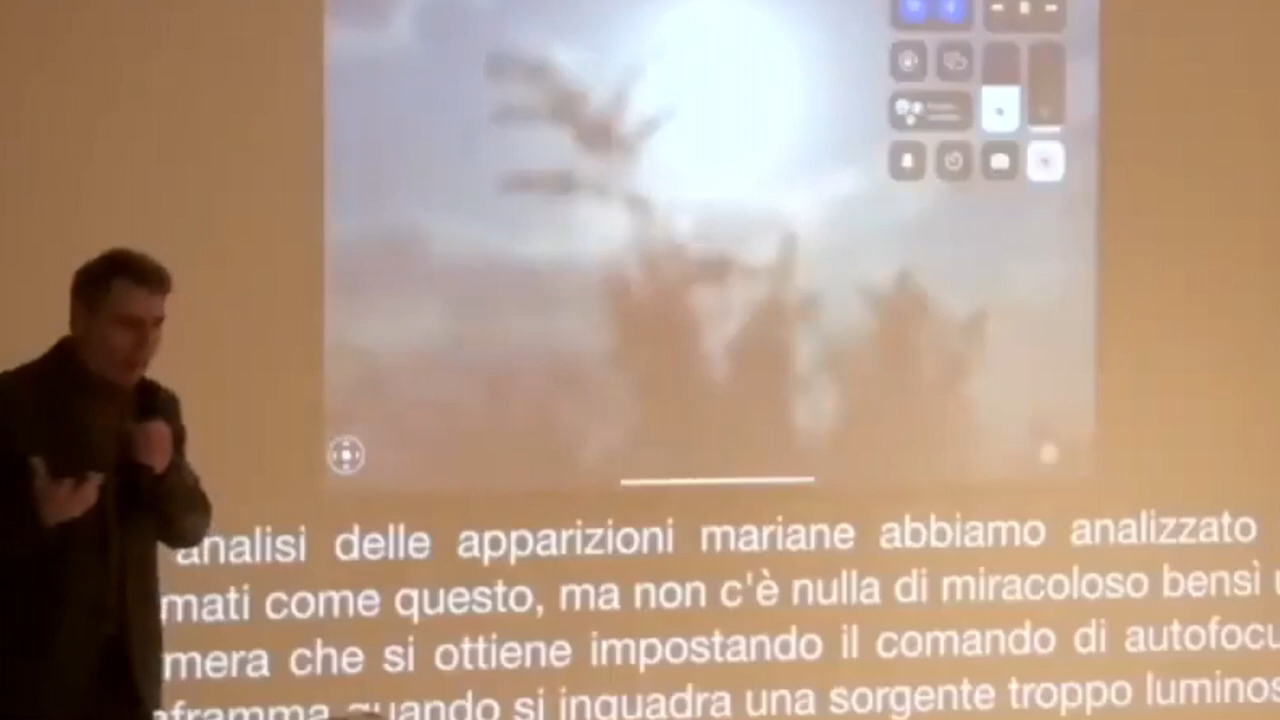 analisi delle apparizioni mariane abbiamo analizzato
mati come questo, ma non c'è nulla di miracoloso bensì
mera che si ottiene impostando il comando di autofocu
aframma quando si inquadra una sorgente troppo luminos